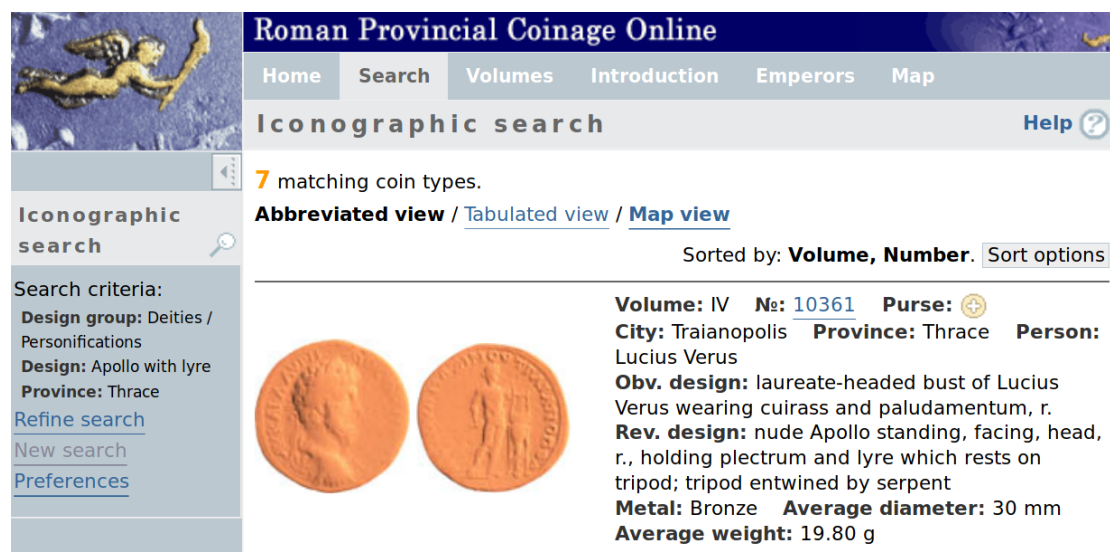 Roman Provincial Coinage Online
Home Search Volumes Introduction Emperors Map
Iconographic search
Help ?
7 matching coin types.
Abbreviated view / Tabulated view / Map view
Sorted by: Volume, Number. Sort options
Iconographic
search
Search criteria:
Design group: Deities /
Personifications
Design: Apollo with lyre
Province: Thrace
Refine search
New search
Preferences
Volume: IV №: 10361 Purse:
City: Traianopolis Province: Thrace Person:
Lucius Verus
Obv. design: laureate-headed bust of Lucius
Verus wearing cuirass and paludamentum, r.
Rev. design: nude Apollo standing, facing, head,
r., holding plectrum and lyre which rests on
tripod; tripod entwined by serpent
Metal: Bronze Average diameter: 30 mm
Average weight: 19.80 g